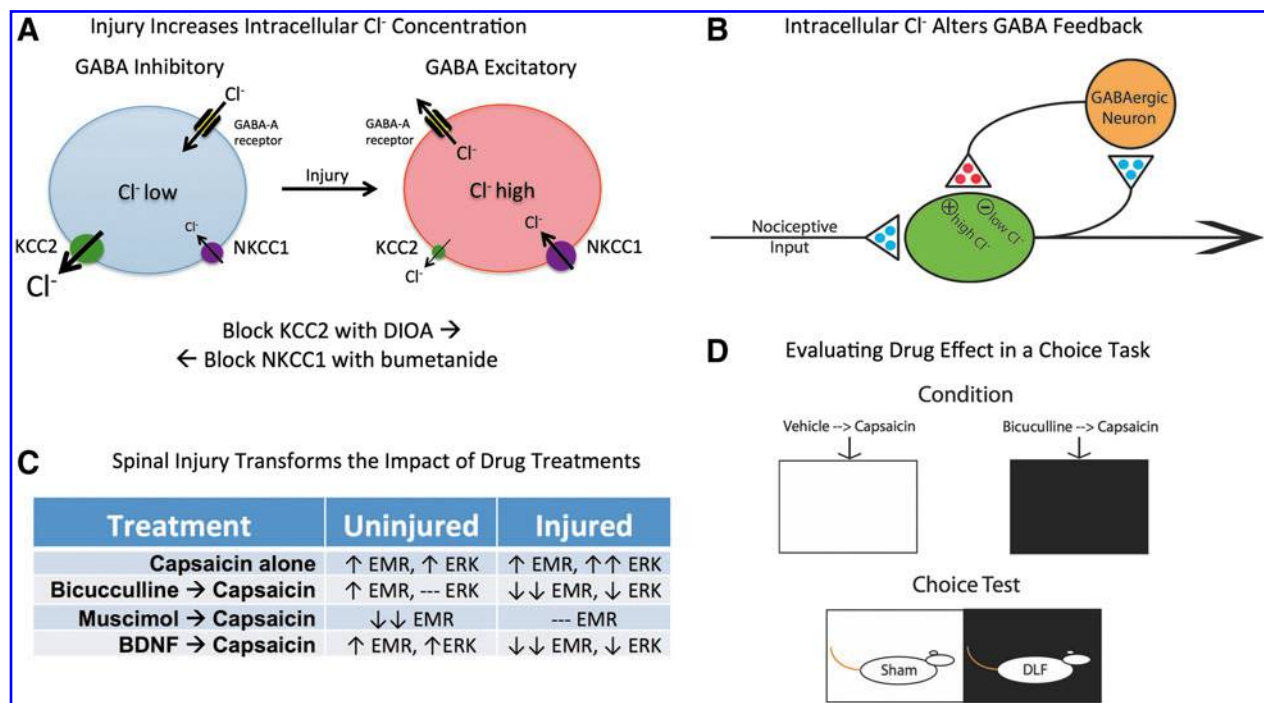 A
Injury Increases Intracellular Cl⁻ Concentration
GABA Inhibitory
GABA Excitatory
Cl⁻
GABA-A
receptor
Cl⁻ low
KCC2
Cl⁻
Cl⁻
NKCC1
Injury
GABA-A
receptor
Cl⁻
Cl⁻ high
KCC2
Cl⁻
Cl⁻
NKCC1
Block KCC2 with DIOA →
← Block NKCC1 with bumetanide
B
Intracellular Cl⁻ Alters GABA Feedback
GABAergic
Neuron
Nociceptive
Input
+
high Cl⁻
−
low Cl⁻
C
Spinal Injury Transforms the Impact of Drug Treatments
Treatment Uninjured Injured
Capsaicin alone ↑ EMR, ↑ ERK ↑ EMR, ↑↑ ERK
Bicucculline → Capsaicin ↑ EMR, --- ERK ↓↓ EMR, ↓ ERK
Muscimol → Capsaicin ↓↓ EMR --- EMR
BDNF → Capsaicin ↑ EMR, ↑ERK ↓↓ EMR, ↓ ERK
D
Evaluating Drug Effect in a Choice Task
Condition
Vehicle --> Capsaicin
Bicuculline --> Capsaicin
Choice Test
Sham
DLF